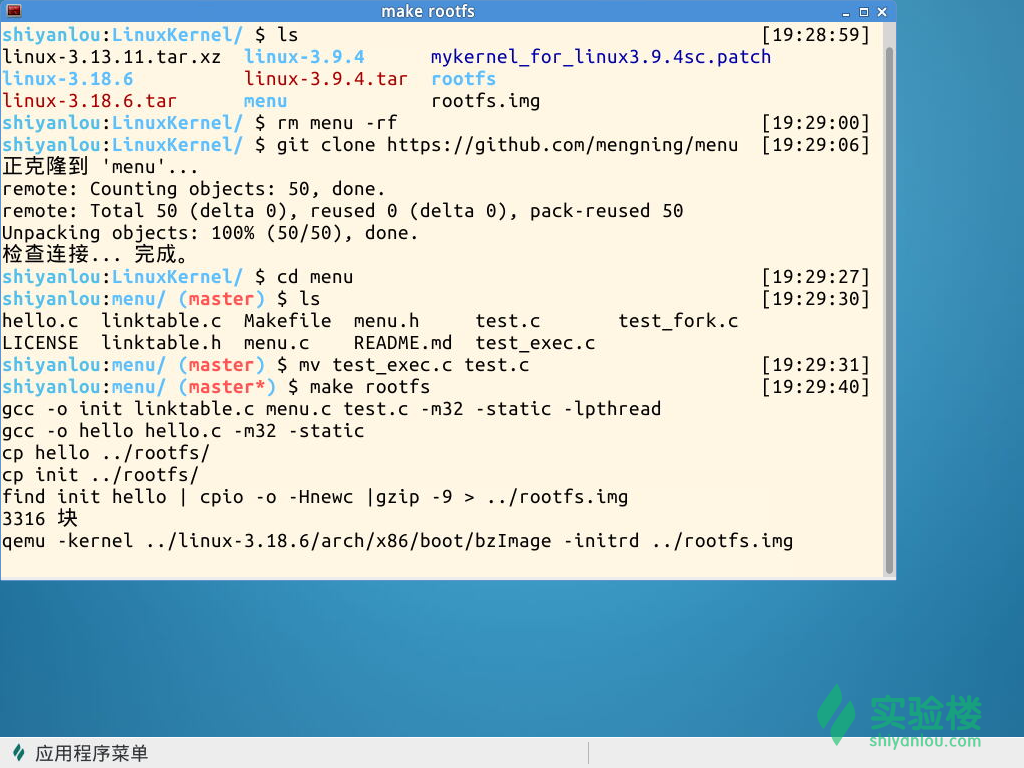 make rootfs
shiyanlou:LinuxKernel/ $ ls [19:28:59]
linux-3.13.11.tar.xz linux-3.9.4 mykernel_for_linux3.9.4sc.patch
linux-3.18.6 linux-3.9.4.tar rootfs
linux-3.18.6.tar menu rootfs.img
shiyanlou:LinuxKernel/ $ rm menu -rf [19:29:00]
shiyanlou:LinuxKernel/ $ git clone https://github.com/mengning/menu [19:29:06]
正克隆到 'menu'...
remote: Counting objects: 50, done.
remote: Total 50 (delta 0), reused 0 (delta 0), pack-reused 50
Unpacking objects: 100% (50/50), done.
检查连接... 完成。
shiyanlou:LinuxKernel/ $ cd menu [19:29:27]
shiyanlou:menu/ (master) $ ls [19:29:30]
hello.c linktable.c Makefile menu.h test.c test_fork.c
LICENSE linktable.h menu.c README.md test_exec.c
shiyanlou:menu/ (master) $ mv test_exec.c test.c [19:29:31]
shiyanlou:menu/ (master*) $ make rootfs [19:29:40]
gcc -o init linktable.c menu.c test.c -m32 -static -lpthread
gcc -o hello hello.c -m32 -static
cp hello ../rootfs/
cp init ../rootfs/
find init hello | cpio -o -Hnewc |gzip -9 > ../rootfs.img
3316 块
qemu -kernel ../linux-3.18.6/arch/x86/boot/bzImage -initrd ../rootfs.img
实验楼
shiyanlou.com
应用程序菜单